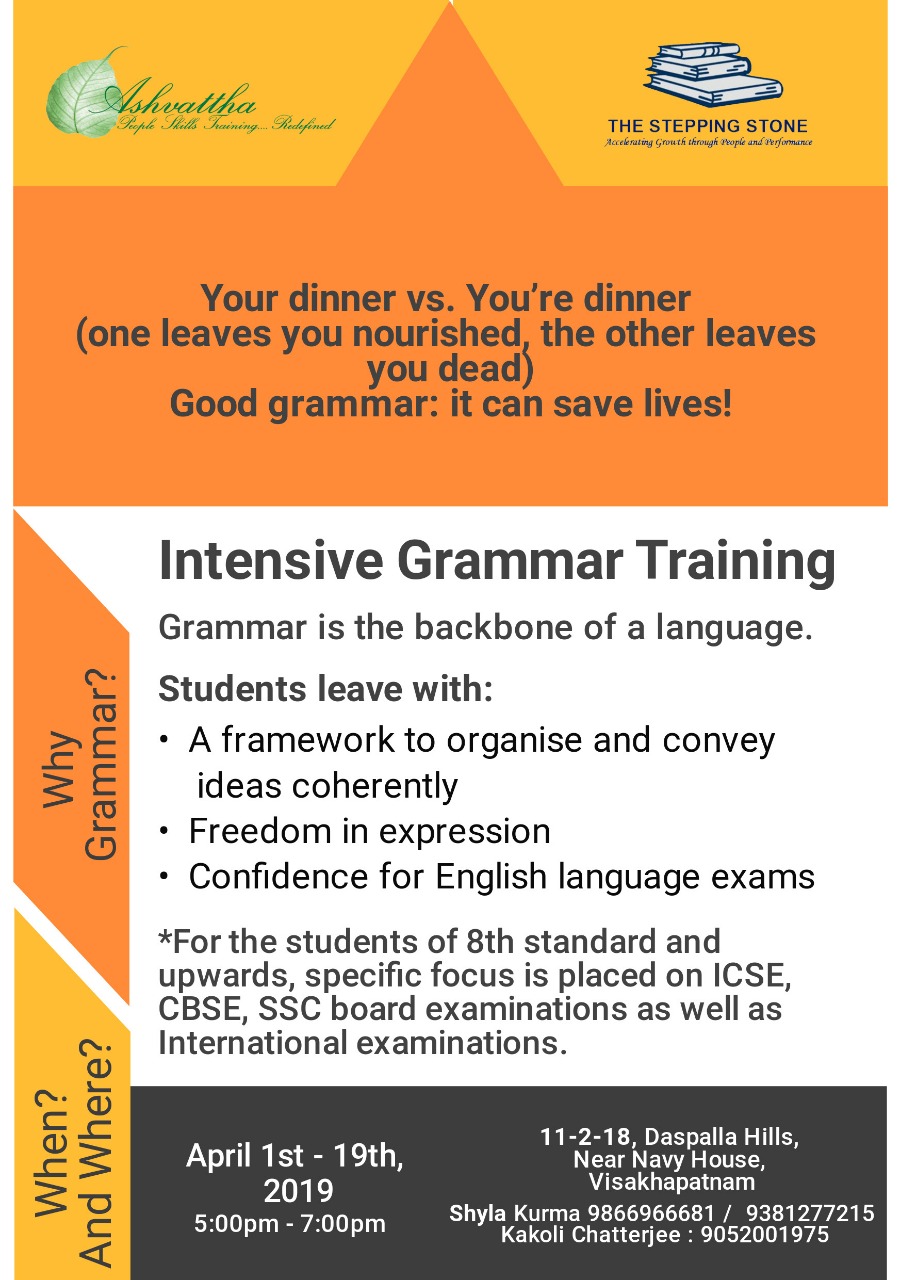 Ashvattha
People Skills Training.... Redefined
THE STEPPING STONE
Accelerating Growth through People and Performance
Your dinner vs. You’re dinner
(one leaves you nourished, the other leaves
you dead)
Good grammar: it can save lives!
Why
Grammar?
Intensive Grammar Training
Grammar is the backbone of a language.
Students leave with:
• A framework to organise and convey
ideas coherently
• Freedom in expression
• Confidence for English language exams
*For the students of 8th standard and
upwards, specific focus is placed on ICSE,
CBSE, SSC board examinations as well as
International examinations.
When?
And Where?
April 1st - 19th,
2019
5:00pm - 7:00pm
11-2-18, Daspalla Hills,
Near Navy House,
Visakhapatnam
Shyla Kurma 9866966681 / 9381277215
Kakoli Chatterjee : 9052001975